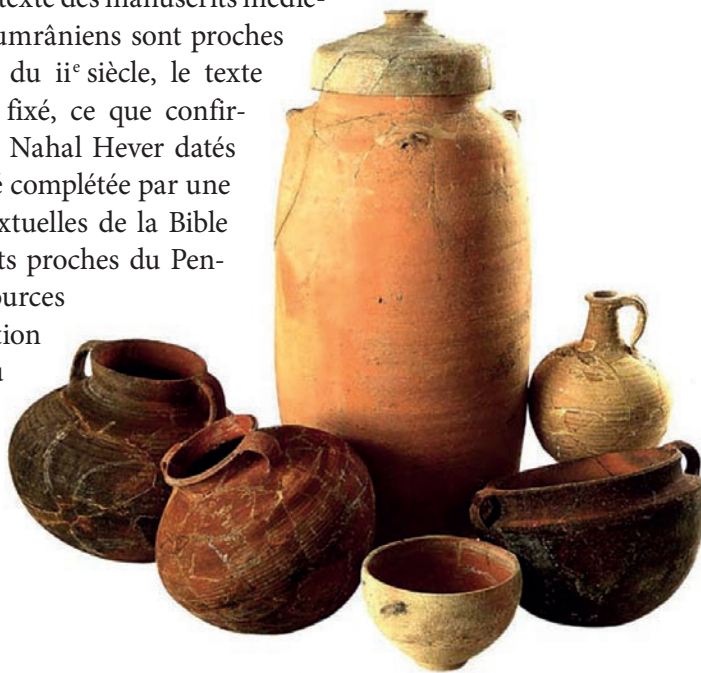 texte des manuscrits médié-
umrâniens sont proches
du iiᵉ siècle, le texte
fixé, ce que confir-
Nahal Hever datés
é complétée par une
xtuelles de la Bible
ts proches du Pen-
ources
tion